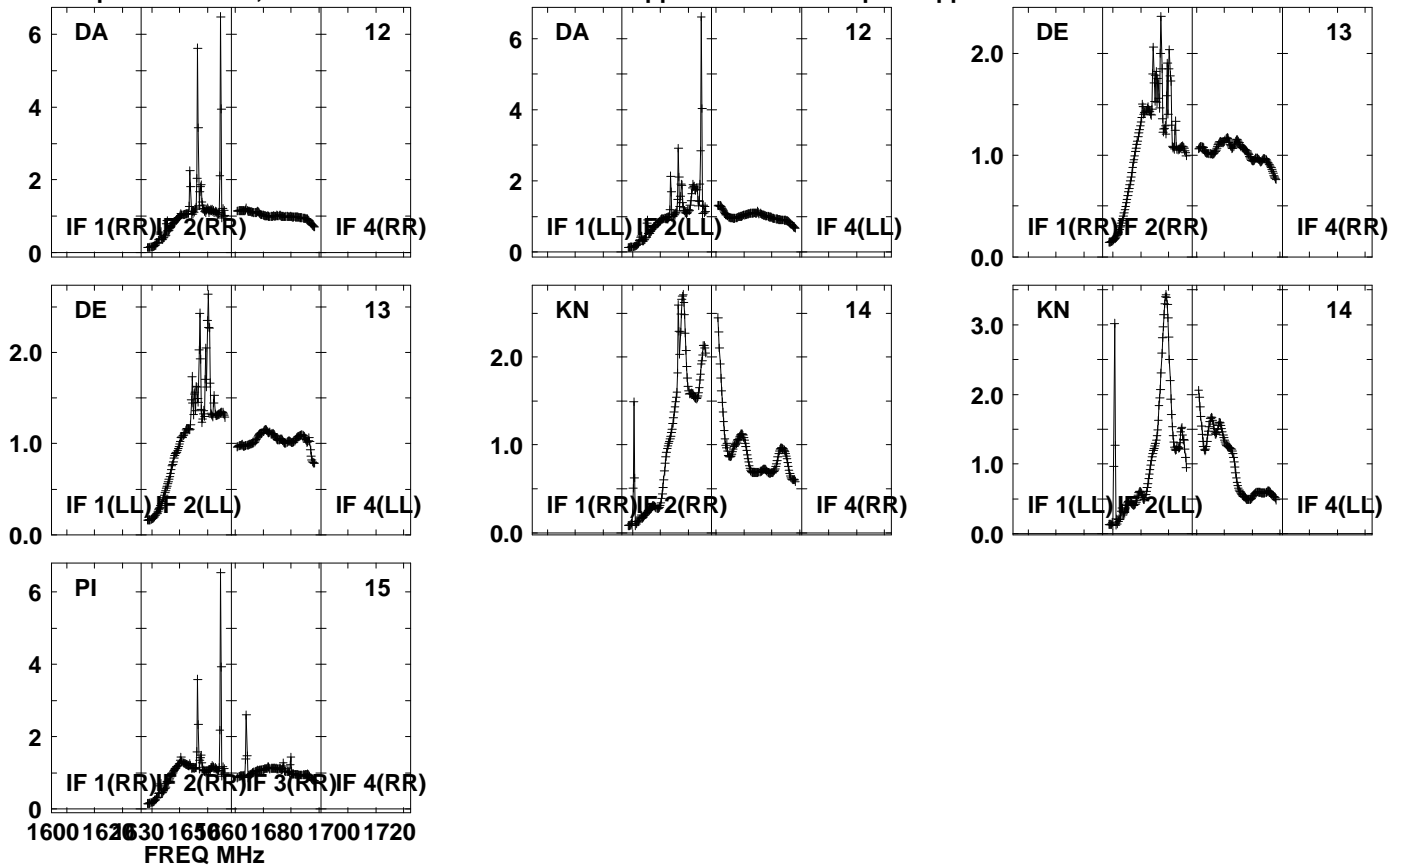 DA 12
6
4
2
0
IF 1(RR) IF 2(RR) IF 4(RR)
DA 12
6
4
2
0
IF 1(LL) IF 2(LL) IF 4(LL)
DE 13
2.0
1.0
0.0
IF 1(RR) IF 2(RR) IF 4(RR)
DE 13
2.0
1.0
0.0
IF 1(LL) IF 2(LL) IF 4(LL)
KN 14
2.0
1.0
0.0
IF 1(RR) IF 2(RR) IF 4(RR)
KN 14
3.0
2.0
1.0
0.0
IF 1(LL) IF 2(LL) IF 4(LL)
PI 15
6
4
2
0
IF 1(RR) IF 2(RR) IF 3(RR) IF 4(RR)
1600 1630 1660 1680 1700 1720
FREQ MHz